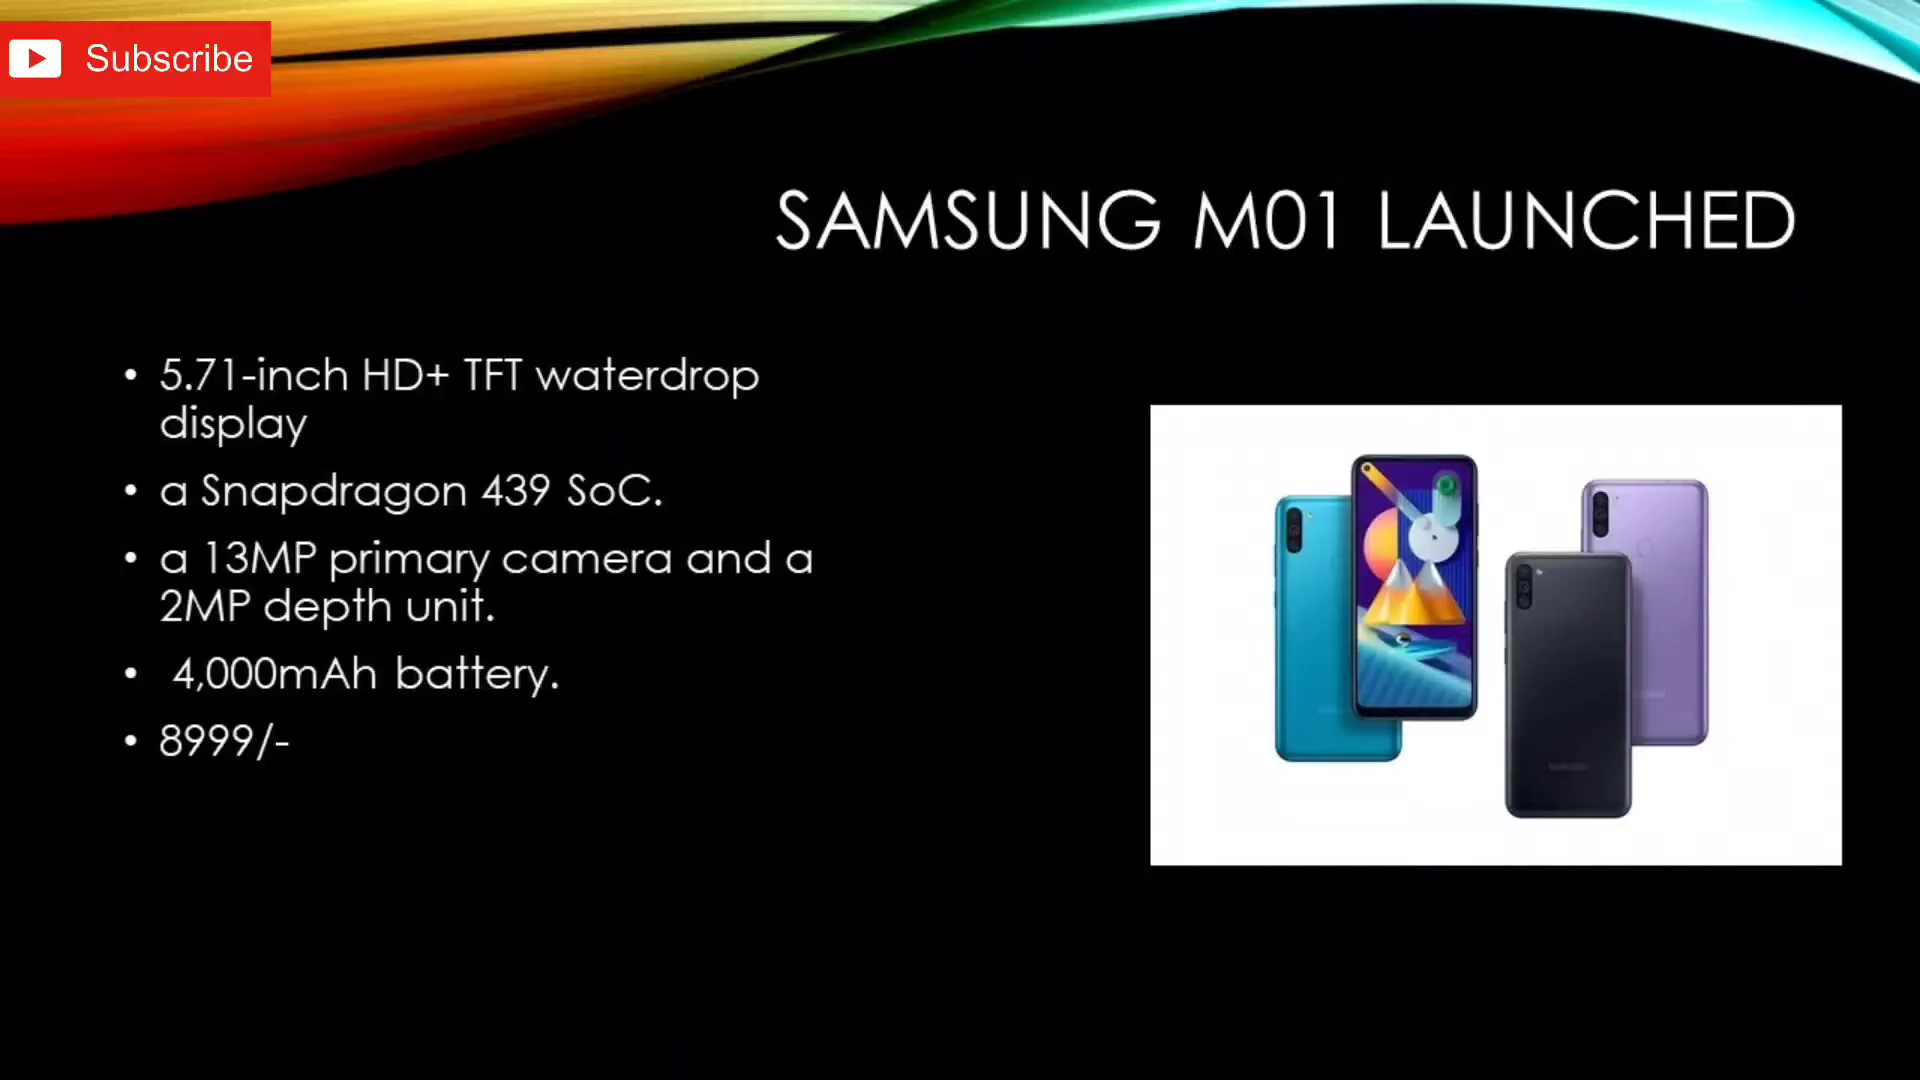 Subscribe
SAMSUNG M01 LAUNCHED
• 5.71-inch HD+ TFT waterdrop
display
• a Snapdragon 439 SoC.
• a 13MP primary camera and a
2MP depth unit.
• 4,000mAh battery.
• 8999/-